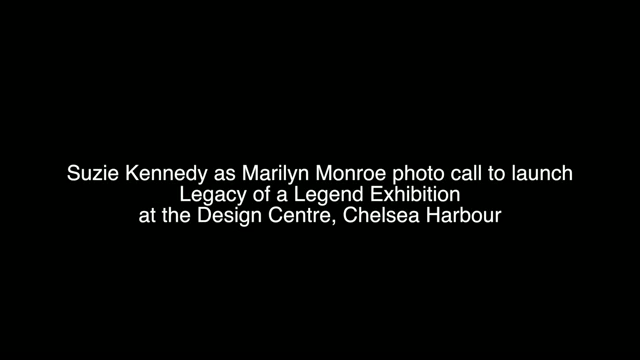 Suzie Kennedy as Marilyn Monroe photo call to launch
Legacy of a Legend Exhibition
at the Design Centre, Chelsea Harbour